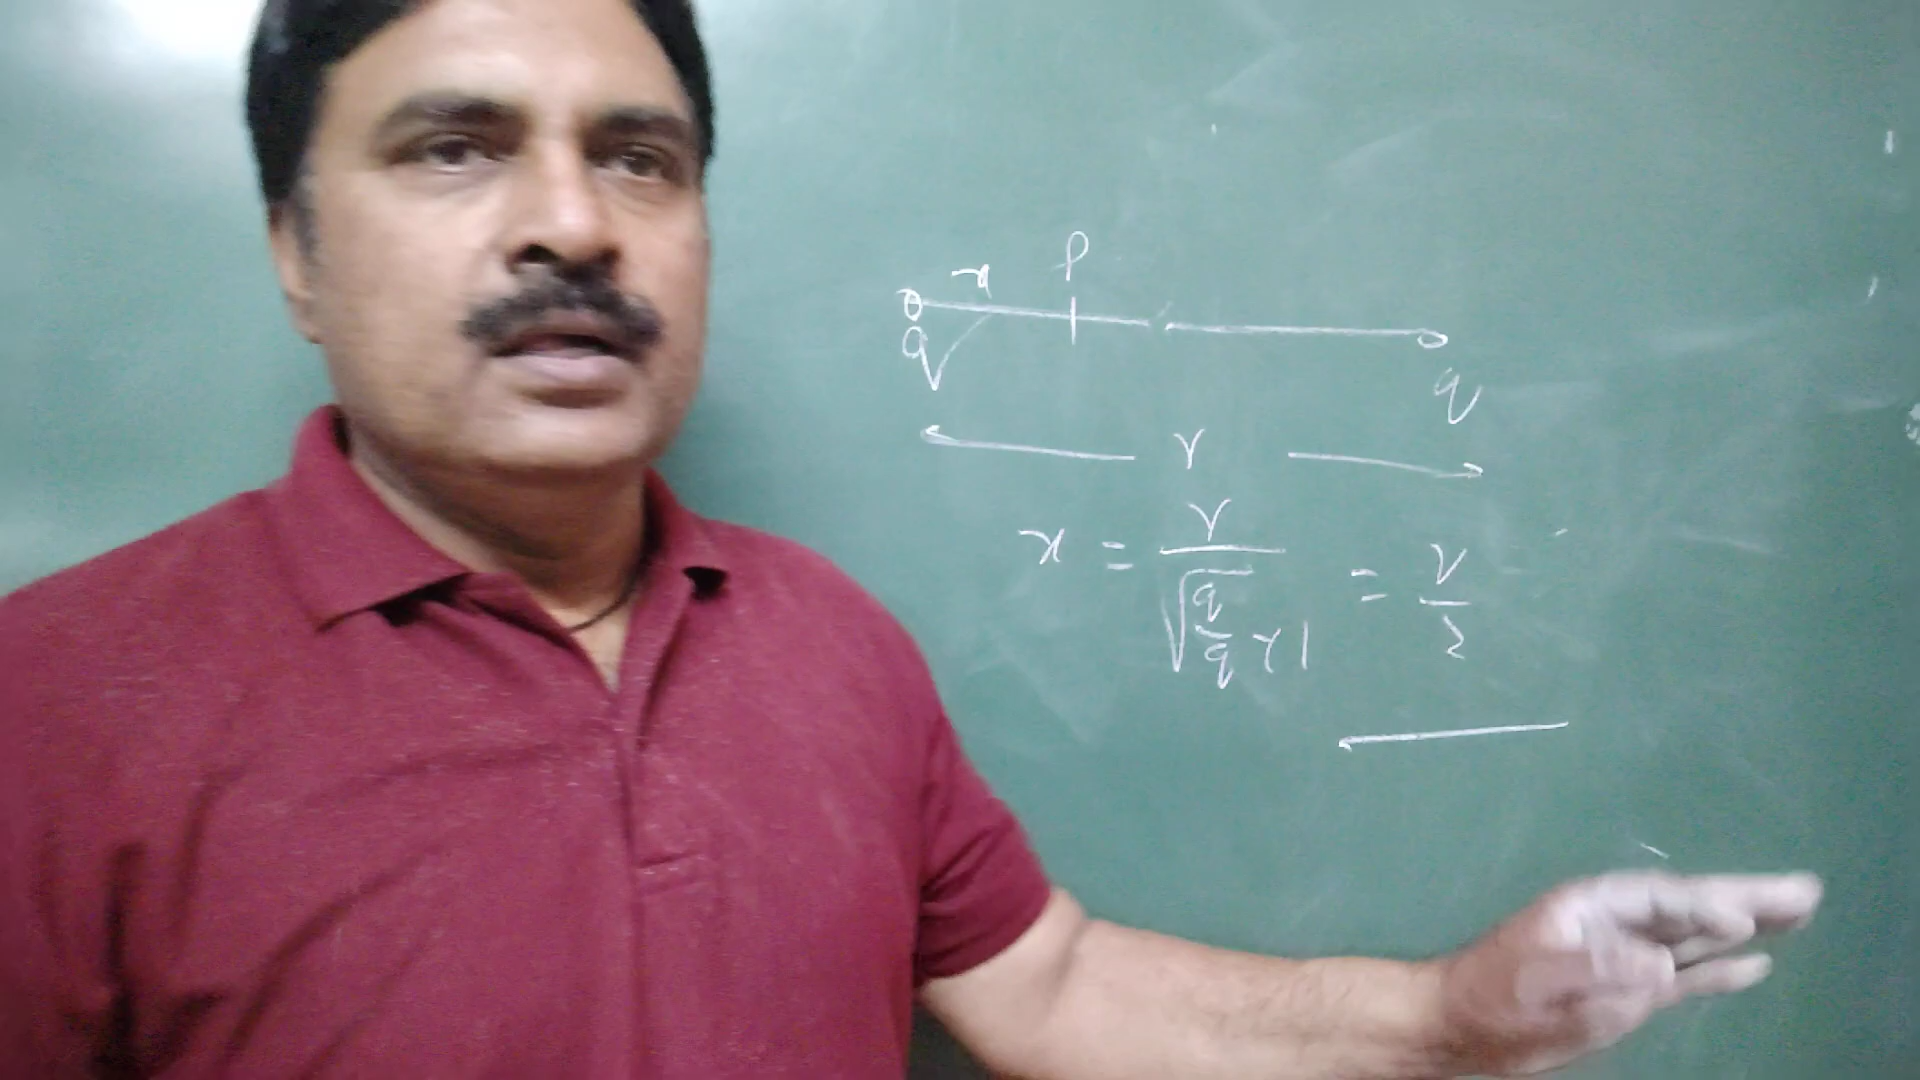 P
x
q
q
r
x = r / √(q/q) + 1 = r / 2